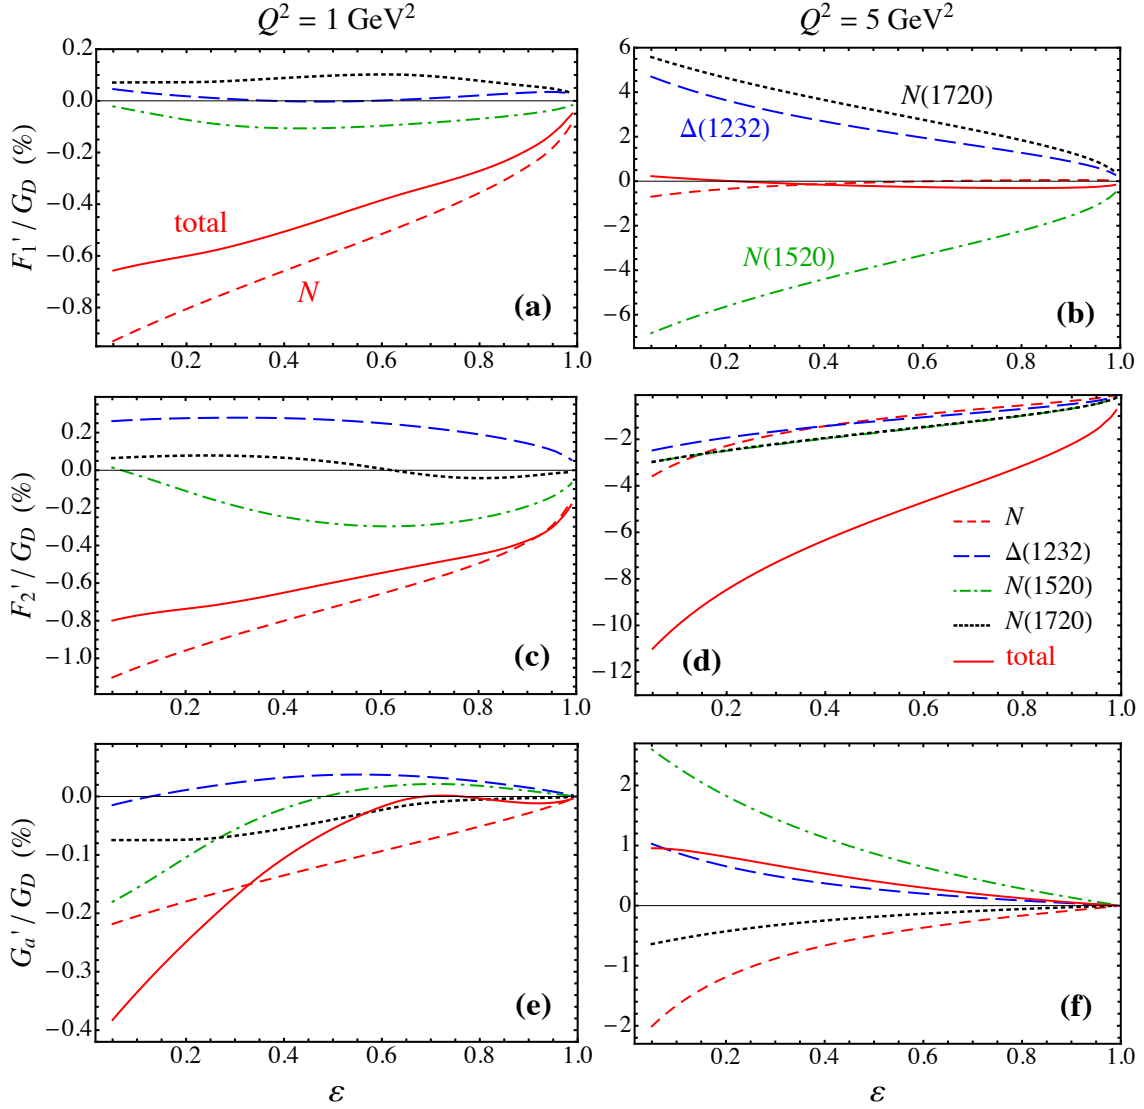 Q² = 1 GeV²
Q² = 5 GeV²
F₁' / G_D (%)
0.2
0.0
−0.2
−0.4
−0.6
−0.8
total
N
(a)
0.2 0.4 0.6 0.8 1.0
6
4
2
0
−2
−4
−6
N(1720)
Δ(1232)
N(1520)
(b)
0.2 0.4 0.6 0.8 1.0
F₂' / G_D (%)
0.2
0.0
−0.2
−0.4
−0.6
−0.8
−1.0
(c)
0.2 0.4 0.6 0.8 1.0
−2
−4
−6
−8
−10
−12
N
Δ(1232)
N(1520)
N(1720)
total
(d)
0.2 0.4 0.6 0.8 1.0
G_a' / G_D (%)
0.0
−0.1
−0.2
−0.3
−0.4
(e)
0.2 0.4 0.6 0.8 1.0
ε
2
1
0
−1
−2
(f)
0.2 0.4 0.6 0.8 1.0
ε